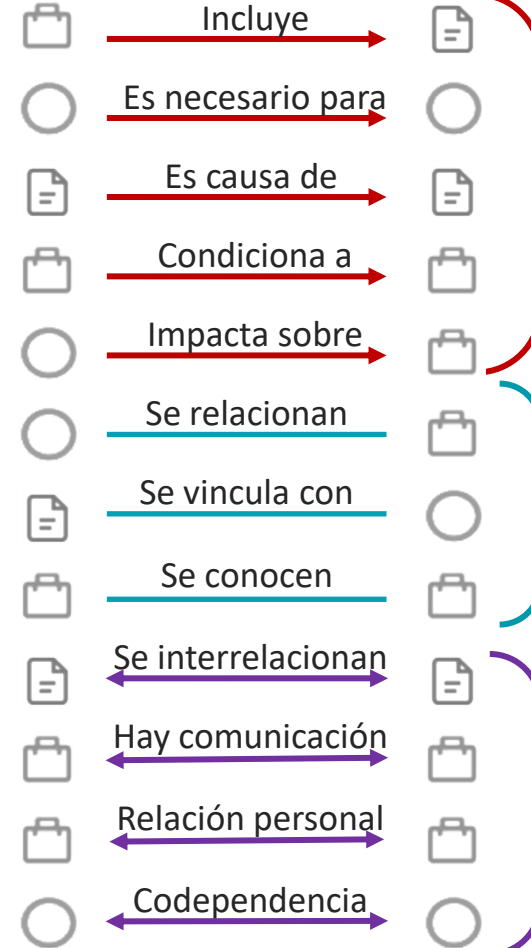 Incluye
Es necesario para
Es causa de
Condiciona a
Impacta sobre
Se relacionan
Se vincula con
Se conocen
Se interrelacionan
Hay comunicación
Relación personal
Codependencia